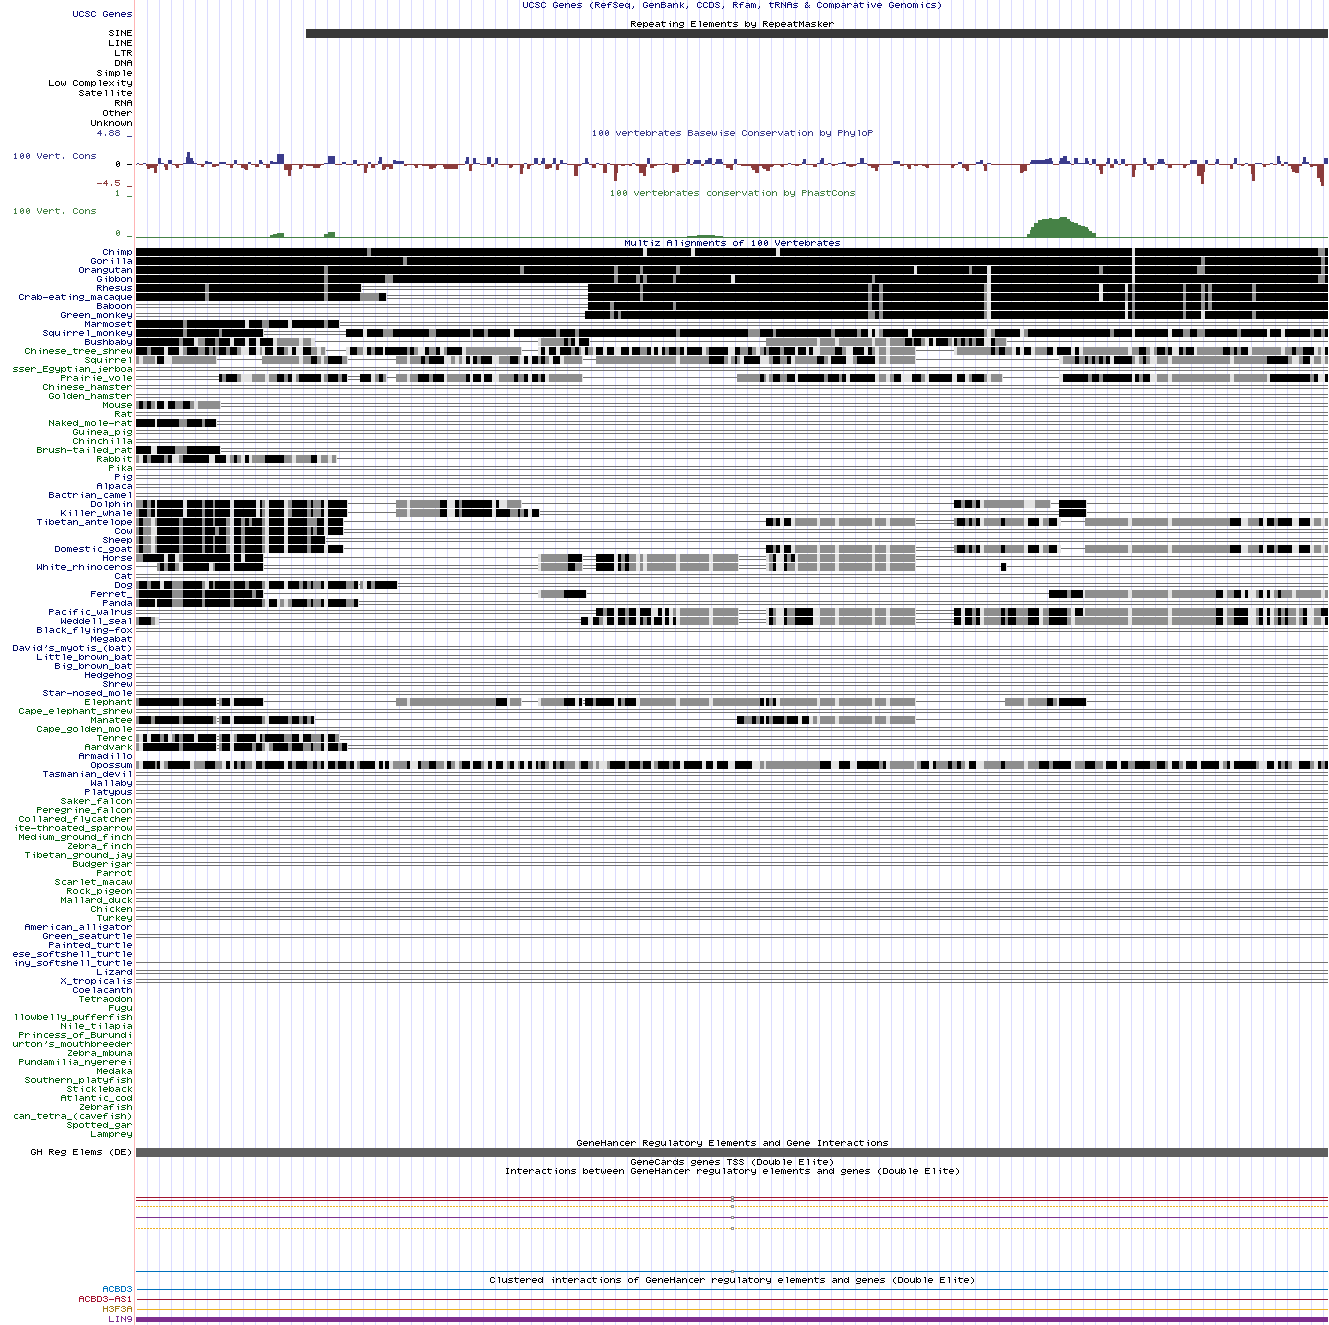 UCSC Genes (RefSeq, GenBank, CCDS, Rfam, tRNAs & Comparative Genomics)
UCSC Genes
Repeating Elements by RepeatMasker
SINE
LINE
LTR
DNA
Simple
Low Complexity
Satellite
RNA
Other
Unknown
4.88 _
100 vertebrates Basewise Conservation by PhyloP
100 Vert. Cons
0 _
-4.5 _
1 _
100 vertebrates conservation by PhastCons
100 Vert. Cons
0 _
Multiz Alignments of 100 Vertebrates
Chimp
Gorilla
Orangutan
Gibbon
Rhesus
Crab-eating_macaque
Baboon
Green_monkey
Marmoset
Squirrel_monkey
Bushbaby
Chinese_tree_shrew
Squirrel
sser_Egyptian_jerboa
Prairie_vole
Chinese_hamster
Golden_hamster
Mouse
Rat
Naked_mole-rat
Guinea_pig
Chinchilla
Brush-tailed_rat
Rabbit
Pika
Pig
Alpaca
Bactrian_camel
Dolphin
Killer_whale
Tibetan_antelope
Cow
Sheep
Domestic_goat
Horse
White_rhinoceros
Cat
Dog
Ferret_
Panda
Pacific_walrus
Weddell_seal
Black_flying-fox
Megabat
David's_myotis_(bat)
Little_brown_bat
Big_brown_bat
Hedgehog
Shrew
Star-nosed_mole
Elephant
Cape_elephant_shrew
Manatee
Cape_golden_mole
Tenrec
Aardvark
Armadillo
Opossum
Tasmanian_devil
Wallaby
Platypus
Saker_falcon
Peregrine_falcon
Collared_flycatcher
ite-throated_sparrow
Medium_ground_finch
Zebra_finch
Tibetan_ground_jay
Budgerigar
Parrot
Scarlet_macaw
Rock_pigeon
Mallard_duck
Chicken
Turkey
American_alligator
Green_seaturtle
Painted_turtle
ese_softshell_turtle
iny_softshell_turtle
Lizard
X_tropicalis
Coelacanth
Tetraodon
Fugu
llowbelly_pufferfish
Nile_tilapia
Princess_of_Burundi
urton's_mouthbreeder
Zebra_mbuna
Pundamilia_nyererei
Medaka
Southern_platyfish
Stickleback
Atlantic_cod
Zebrafish
can_tetra_(cavefish)
Spotted_gar
Lamprey
GeneHancer Regulatory Elements and Gene Interactions
GH Reg Elems (DE)
GeneCards genes TSS (Double Elite)
Interactions between GeneHancer regulatory elements and genes (Double Elite)
Clustered interactions of GeneHancer regulatory elements and genes (Double Elite)
ACBD3
ACBD3-AS1
H3F3A
LIN9